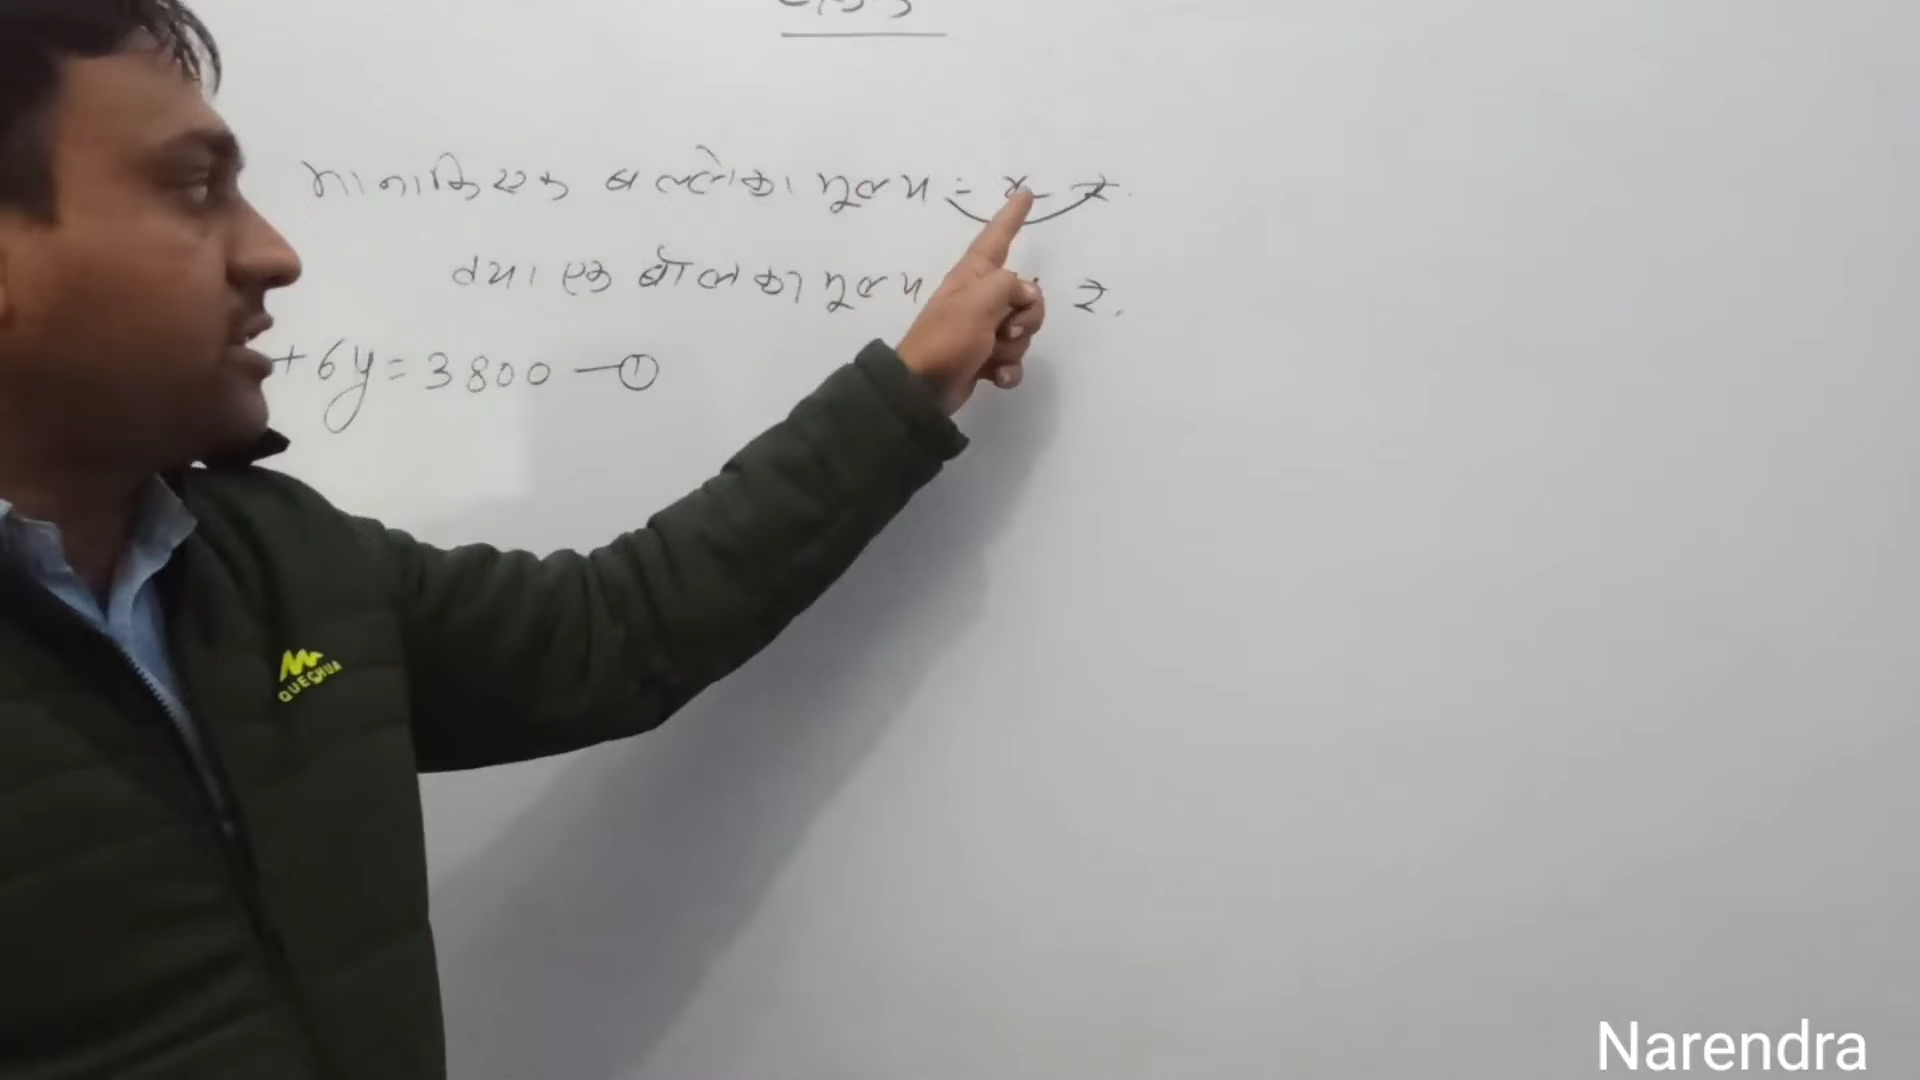 माना कि एक बल्ले का मूल्य = x रु.
तथा एक बॉल का मूल्य रु.
+ 6y = 3800 — ①
QUECHUA
Narendra